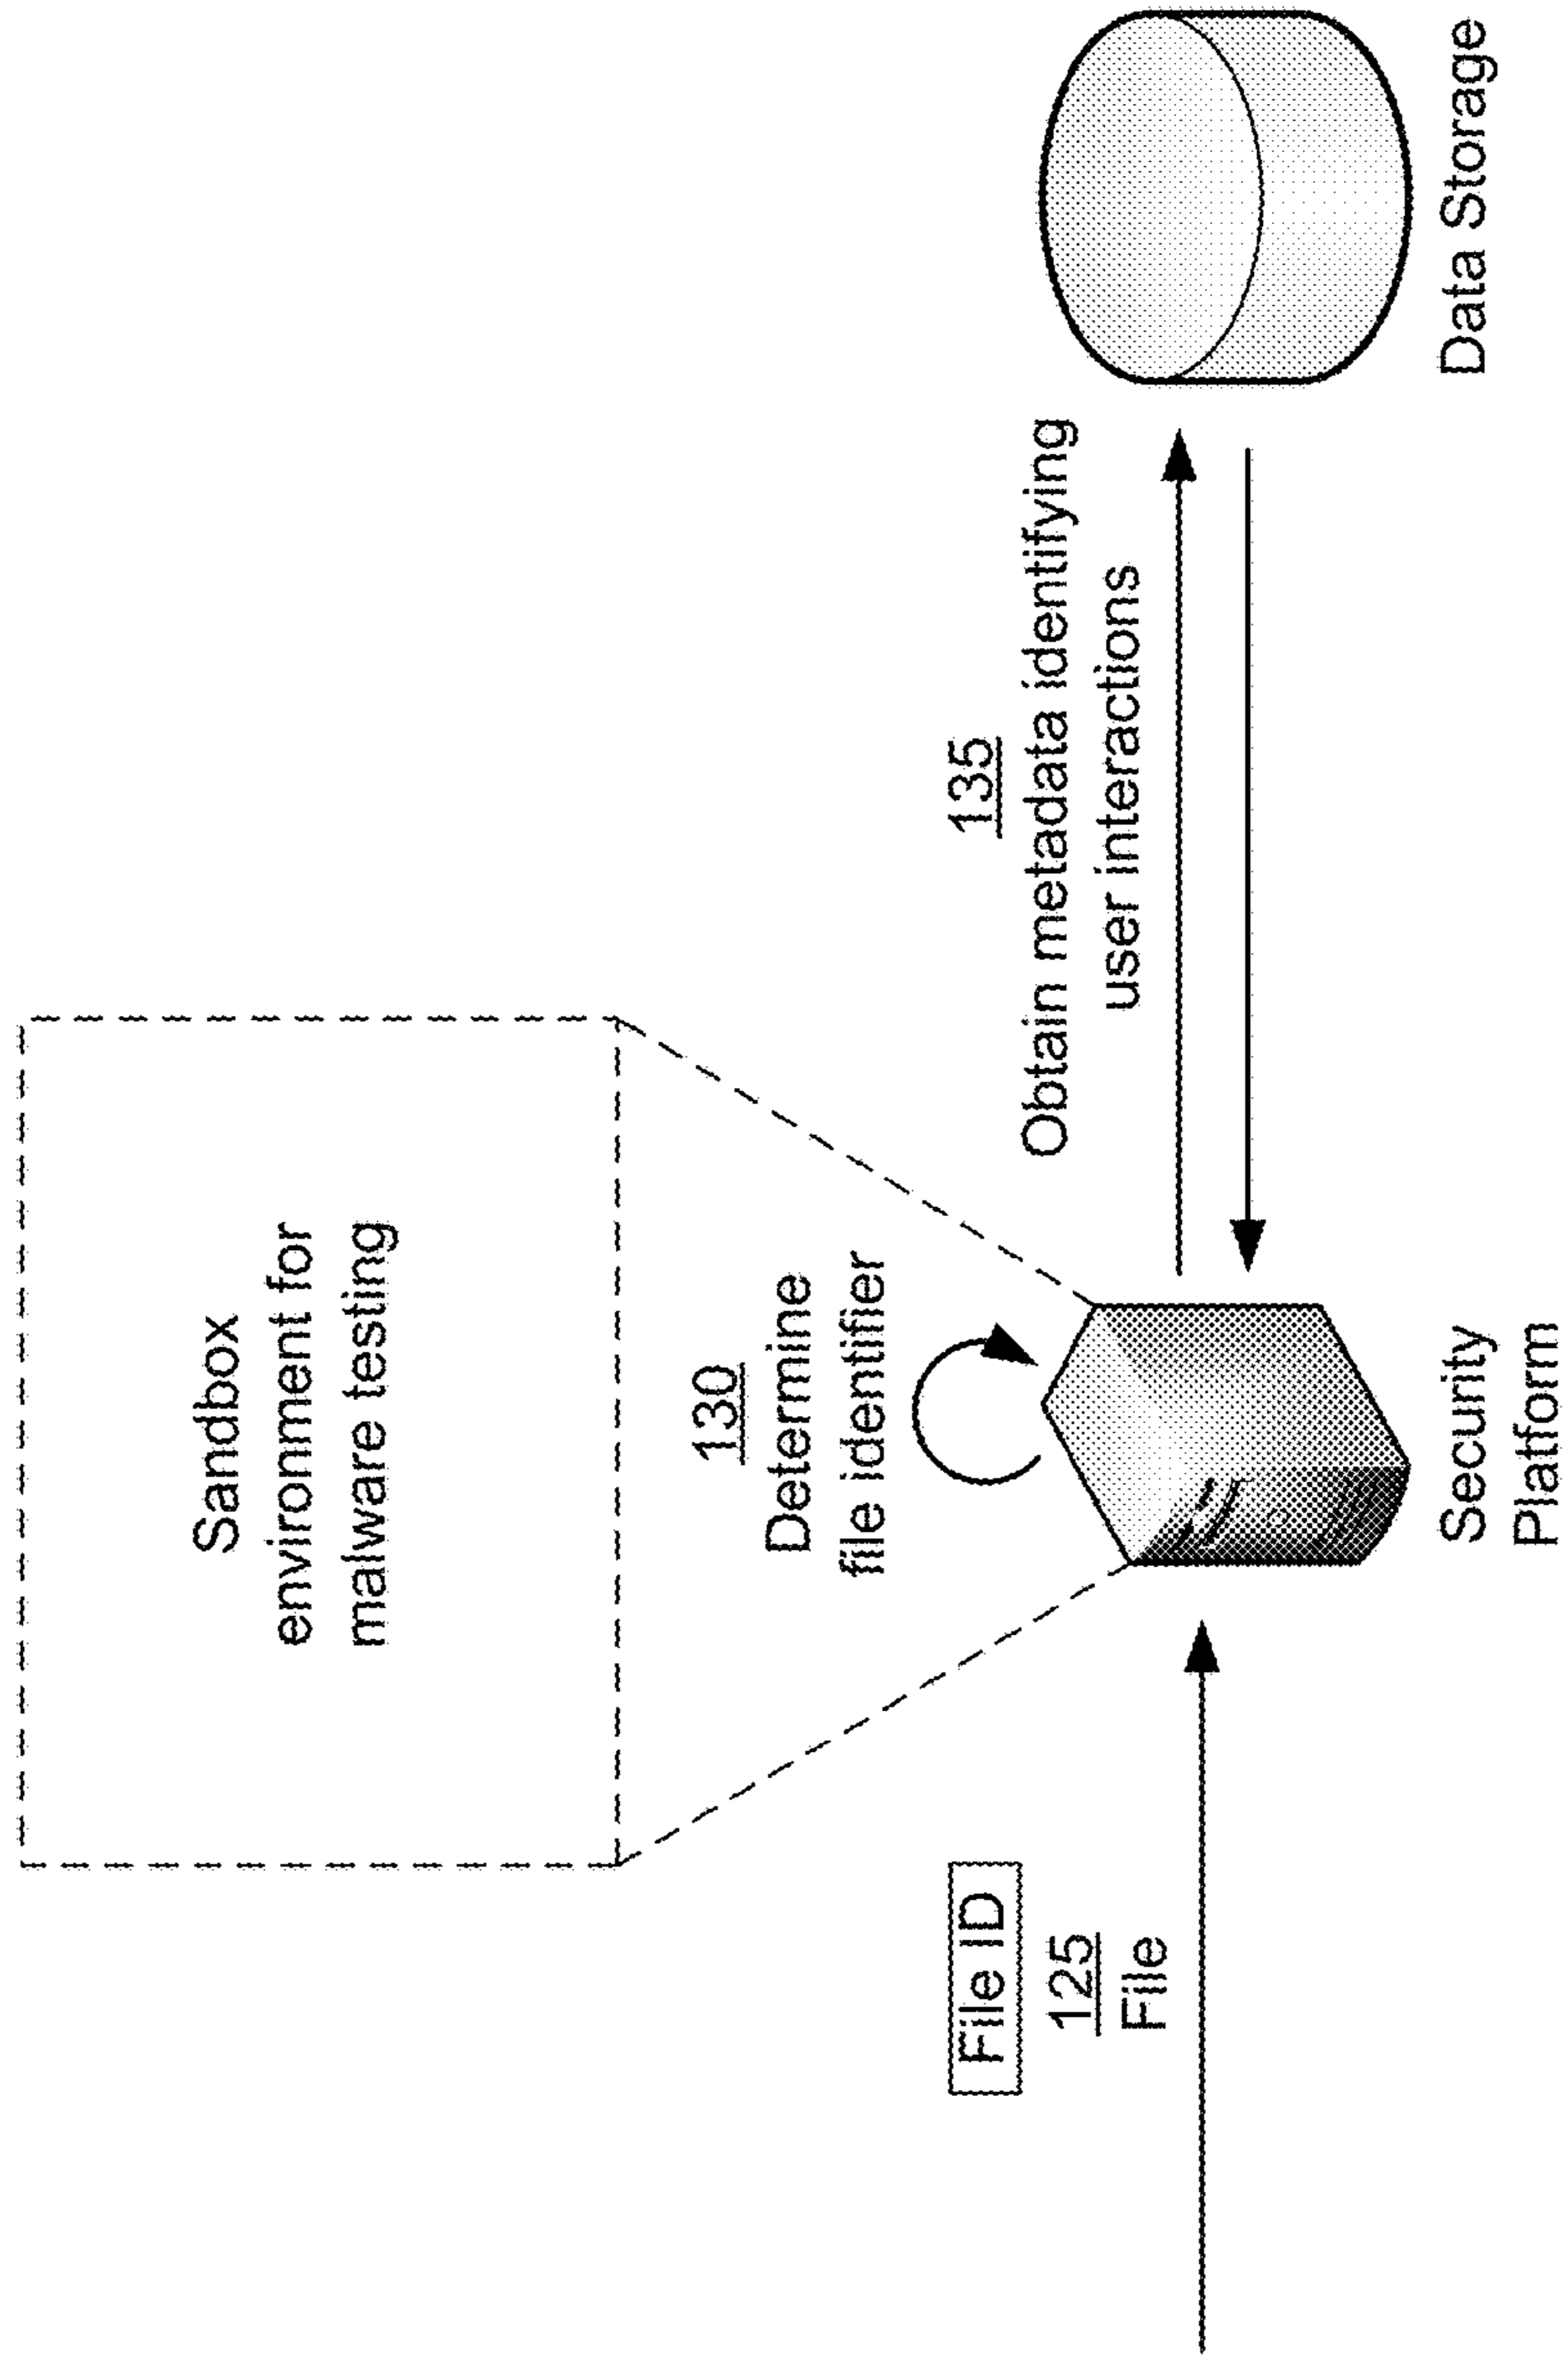 Sandbox
environment for
malware testing
File ID
125
File
130
Determine
file identifier
135
Obtain metadata identifying
user interactions
Security
Platform
Data Storage